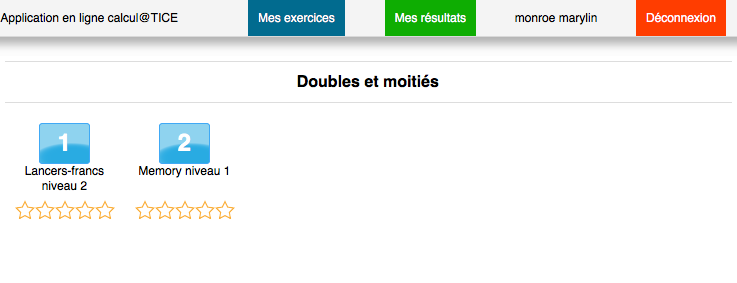 Application en ligne calcul@TICE Mes exercices Mes résultats monroe marylin Déconnexion
Doubles et moitiés
1 2
Lancers-francs niveau 2
Memory niveau 1